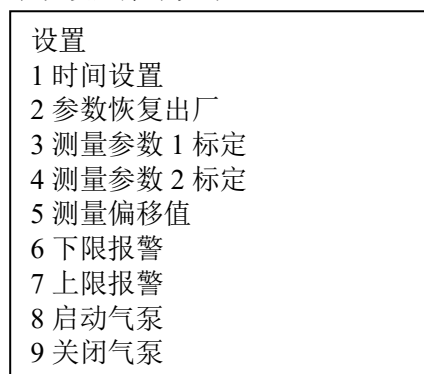 设置
1 时间设置
2 参数恢复出厂
3 测量参数 1 标定
4 测量参数 2 标定
5 测量偏移值
6 下限报警
7 上限报警
8 启动气泵
9 关闭气泵